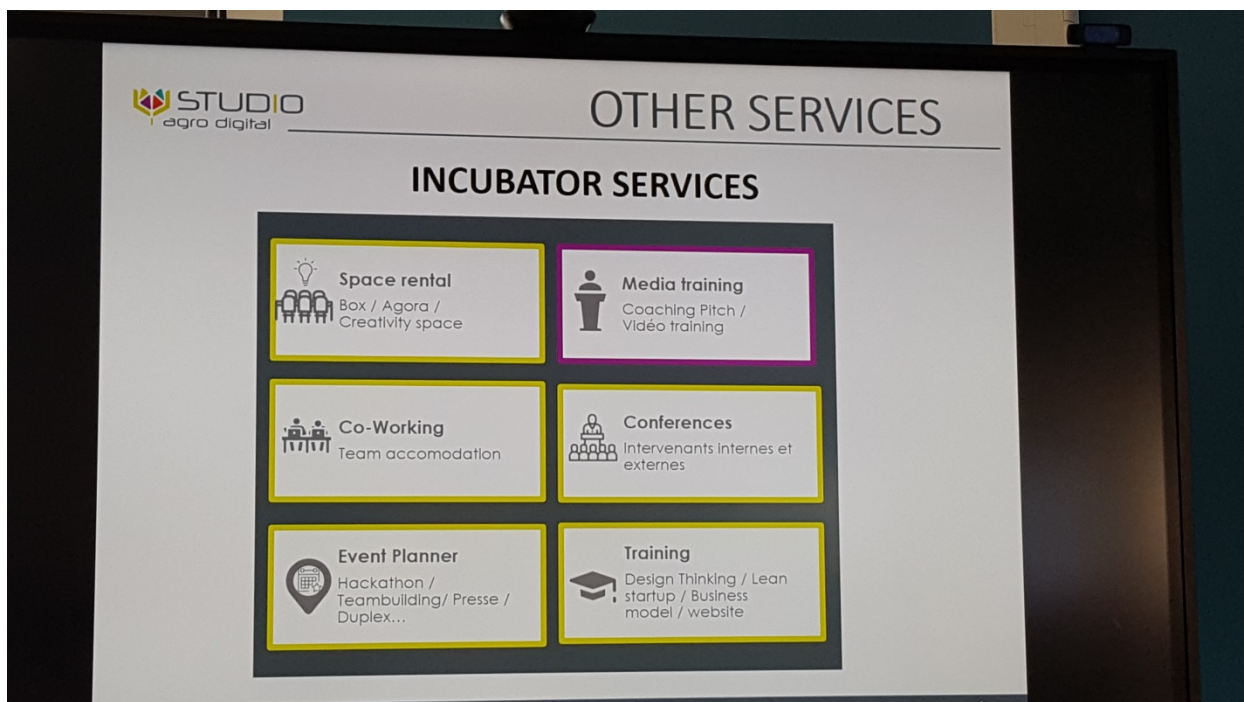 STUDIO
agro digital
OTHER SERVICES
INCUBATOR SERVICES
Space rental
Box / Agora /
Creativity space
Media training
Coaching Pitch /
Vidéo training
Co-Working
Team accomodation
Conferences
Intervenants internes et
externes
Event Planner
Hackathon /
Teambuilding/ Presse /
Duplex...
Training
Design Thinking / Lean
startup / Business
model / website